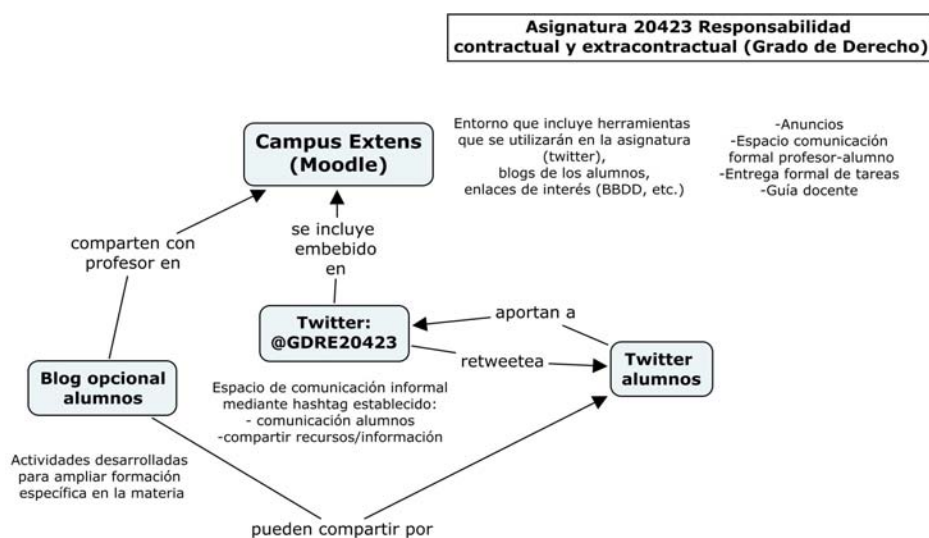 Asignatura 20423 Responsabilidad
contractual y extracontractual (Grado de Derecho)
Campus Extens
(Moodle)
Entorno que incluye herramientas
que se utilizarán en la asignatura
(twitter),
blogs de los alumnos,
enlaces de interés (BBDD, etc.)
-Anuncios
-Espacio comunicación
formal profesor-alumno
-Entrega formal de tareas
-Guía docente
comparten con
profesor en
se incluye
embebido
en
Twitter:
@GDRE20423
aportan a
retweetea
Twitter
alumnos
Blog opcional
alumnos
Espacio de comunicación informal
mediante hashtag establecido:
- comunicación alumnos
-compartir recursos/información
Actividades desarrolladas
para ampliar formación
específica en la materia
pueden compartir por